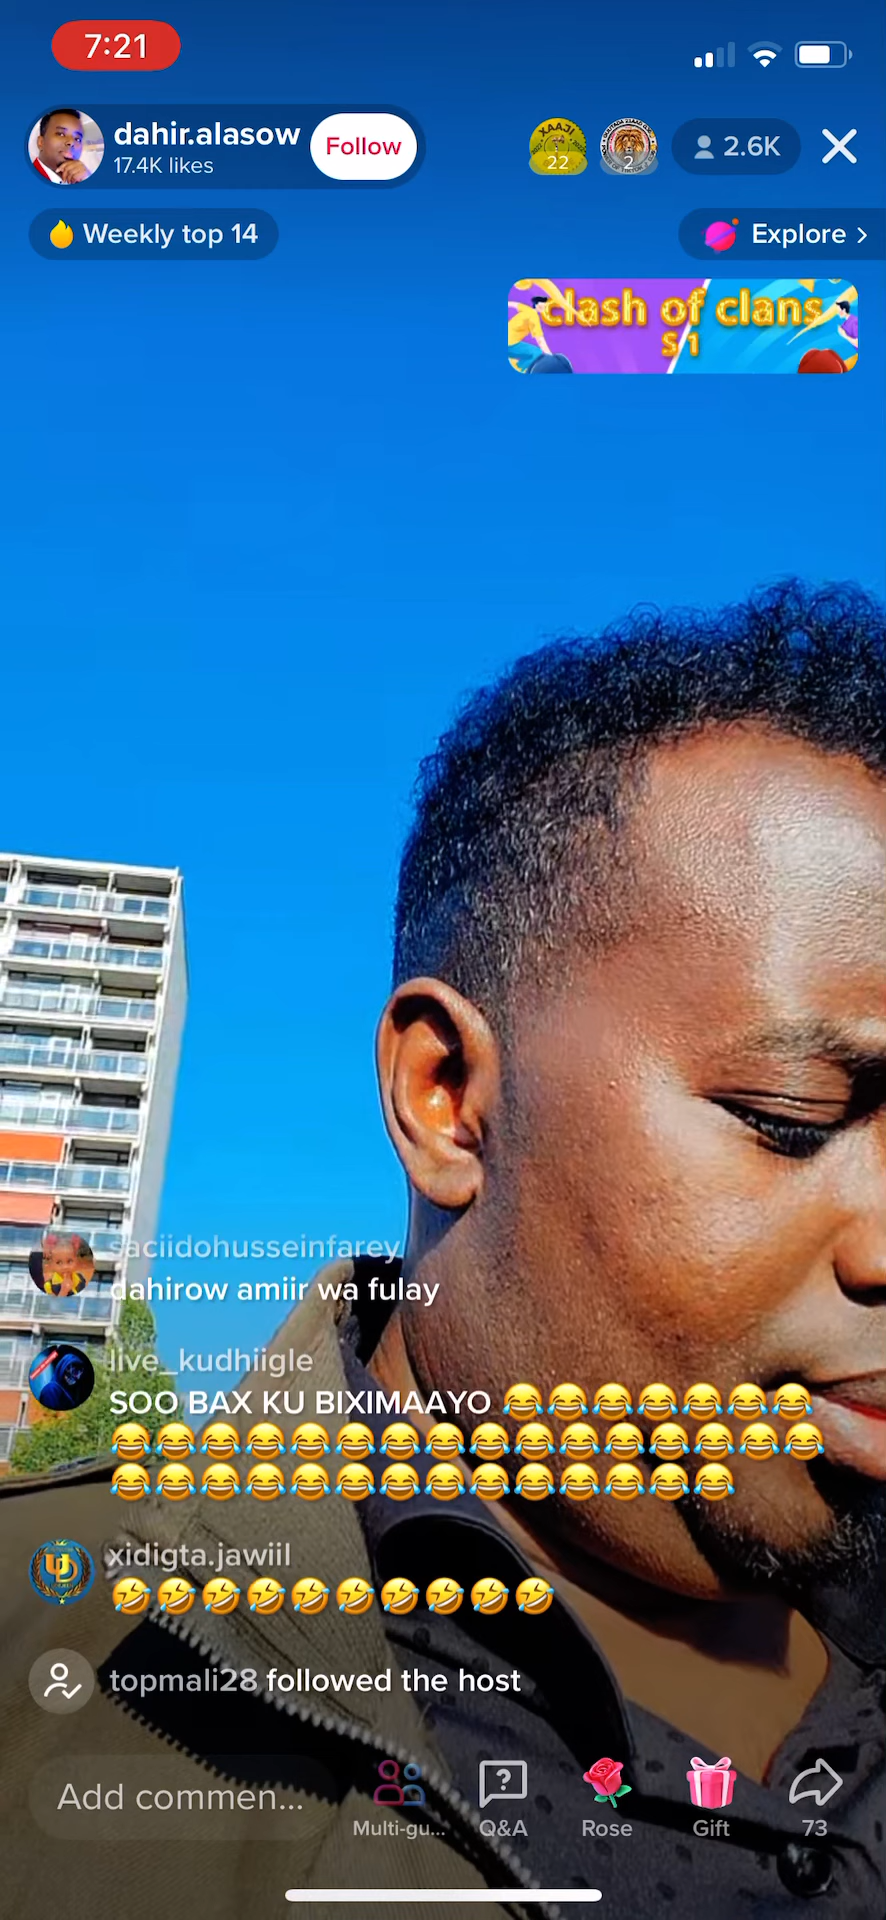 7:21
dahir.alasow
17.4K likes
Follow
XAAJI
22
2
2.6K
Weekly top 14
Explore >
clash of clans
S 1
saciidohusseinfarey
dahirow amiir wa fulay
live_kudhiigle
SOO BAX KU BIXIMAAYO 😂😂😂😂😂😂😂
😂😂😂😂😂😂😂😂😂😂😂😂😂😂😂😂
😂😂😂😂😂😂😂😂😂😂😂😂😂😂
xidigta.jawiil
🤣🤣🤣🤣🤣🤣🤣🤣🤣🤣
topmali28 followed the host
Add commen...
Multi-gu...
Q&A
Rose
Gift
73